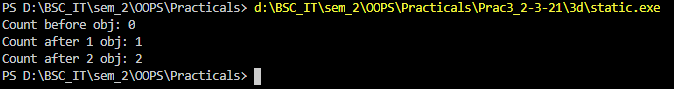 PS D:\BSC_IT\sem_2\OOPS\Practicals> d:\BSC_IT\sem_2\OOPS\Practicals\Prac3_2-3-21\3d\static.exe
Count before obj: 0
Count after 1 obj: 1
Count after 2 obj: 2
PS D:\BSC_IT\sem_2\OOPS\Practicals>